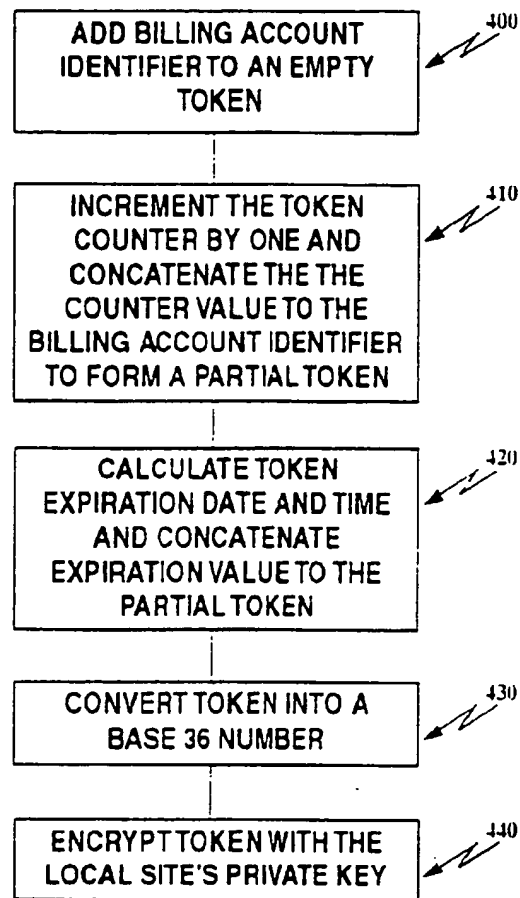 ADD BILLING ACCOUNT
IDENTIFIER TO AN EMPTY
TOKEN
400
INCREMENT THE TOKEN
COUNTER BY ONE AND
CONCATENATE THE THE
COUNTER VALUE TO THE
BILLING ACCOUNT IDENTIFIER
TO FORM A PARTIAL TOKEN
410
CALCULATE TOKEN
EXPIRATION DATE AND TIME
AND CONCATENATE
EXPIRATION VALUE TO THE
PARTIAL TOKEN
420
CONVERT TOKEN INTO A
BASE 36 NUMBER
430
ENCRYPT TOKEN WITH THE
LOCAL SITE'S PRIVATE KEY
440